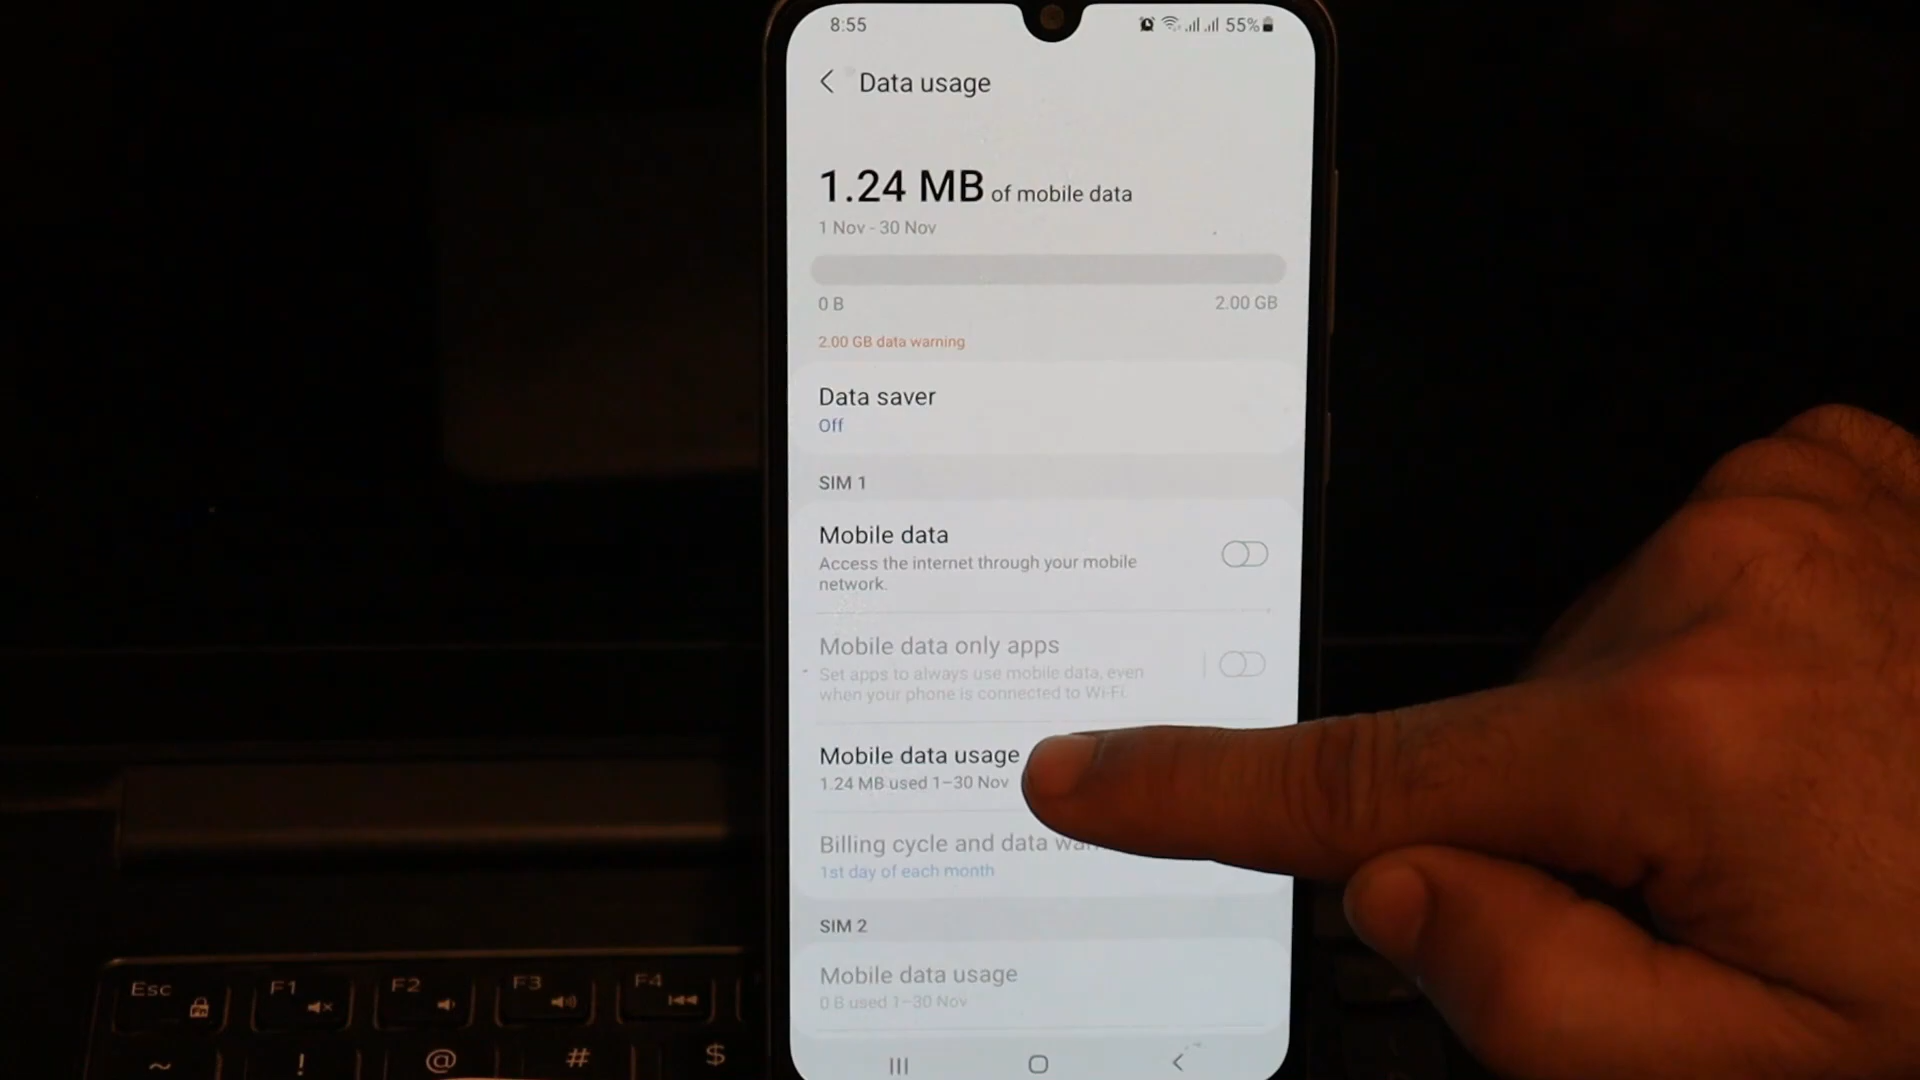 8:55
55%
Data usage
1.24 MB of mobile data
1 Nov - 30 Nov
0 B
2.00 GB
2.00 GB data warning
Data saver
Off
SIM 1
Mobile data
Access the internet through your mobile
network.
Mobile data only apps
Set apps to always use mobile data, even
when your phone is connected to Wi-Fi.
Mobile data usage
1.24 MB used 1–30 Nov
Billing cycle and data
1st day of each month
SIM 2
Mobile data usage
0 B used 1–30 Nov
Esc F1 F2 F3 F4
~ ! @ # $